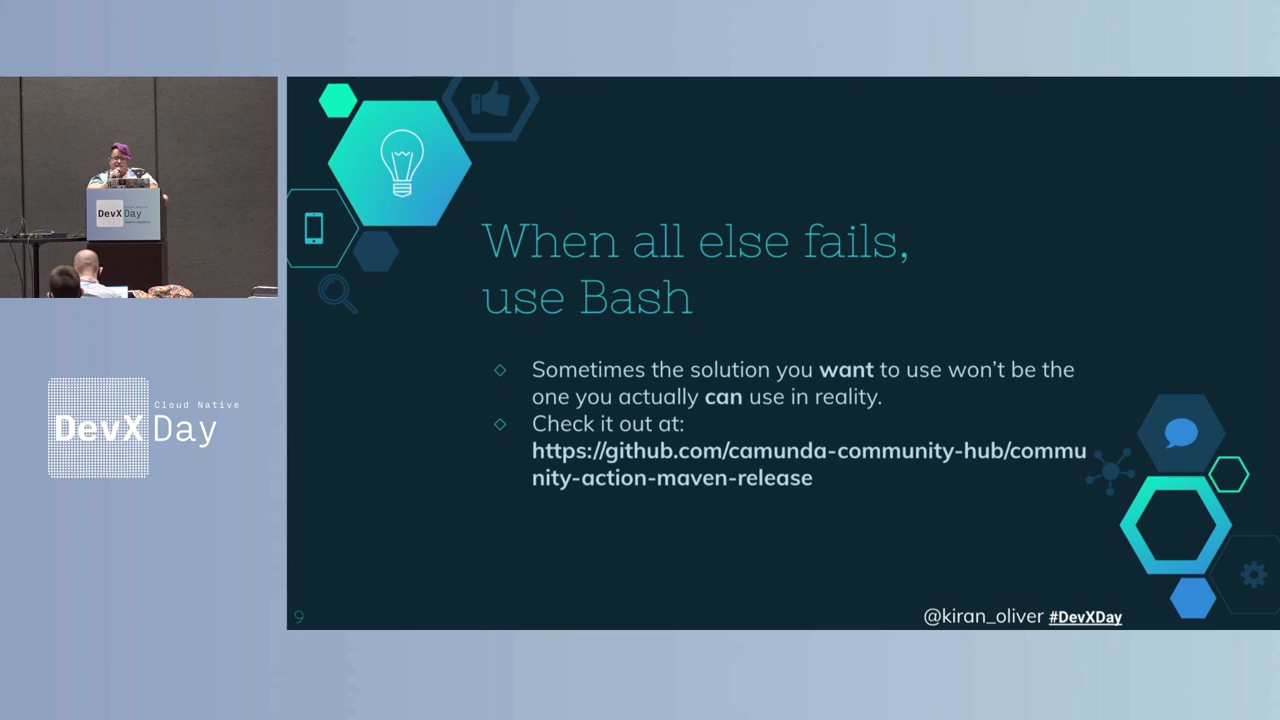 DevX Day
Cloud Native
DevX Day
When all else fails,
use Bash
Sometimes the solution you want to use won’t be the
one you actually can use in reality.
Check it out at:
https://github.com/camunda-community-hub/commu
nity-action-maven-release
9
@kiran_oliver #DevXDay